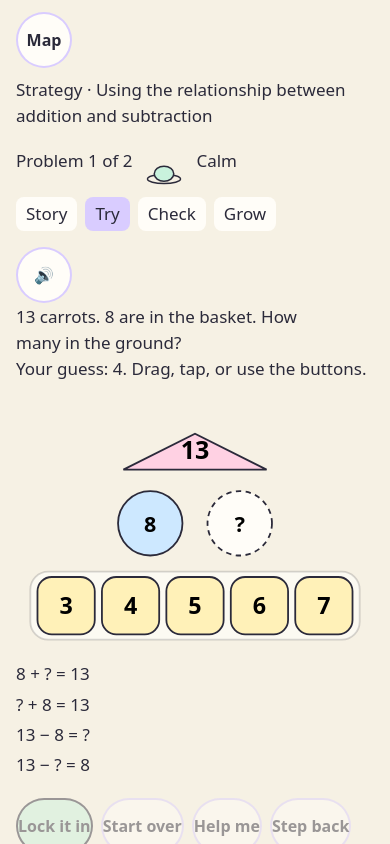 Map
Strategy · Using the relationship between
addition and subtraction
Problem 1 of 2 Calm
Story Try Check Grow
13 carrots. 8 are in the basket. How
many in the ground?
Your guess: 4. Drag, tap, or use the buttons.
13
8 ?
3 4 5 6 7
8 + ? = 13
? + 8 = 13
13 − 8 = ?
13 − ? = 8
Lock it in Start over Help me Step back